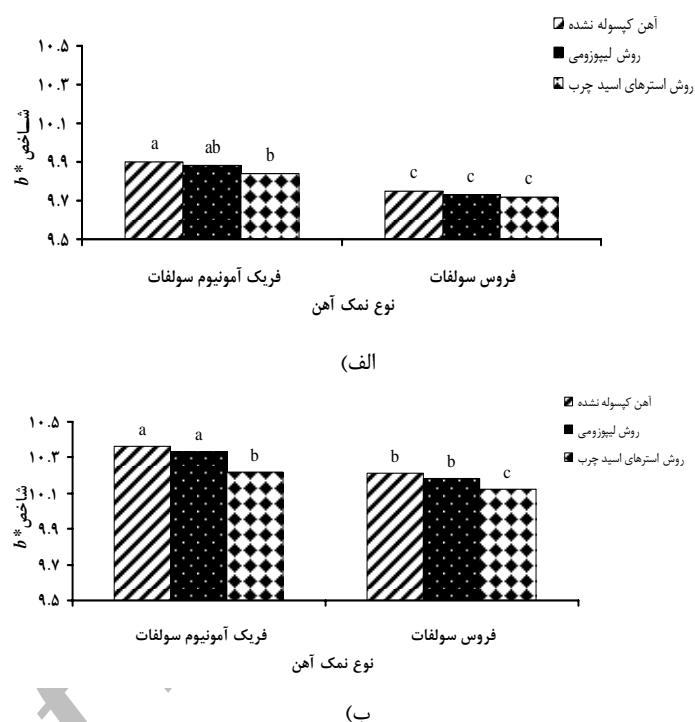 آهن کپسوله نشده
روش لیپوزومی
روش استرهای اسید چرب
۱۰.۵
۱۰.۳
۱۰.۱
۹.۹
۹.۷
۹.۵
شاخص *b
a ab b c c c
فریک آمونیوم سولفات فروس سولفات
نوع نمک آهن
الف)
آهن کپسوله نشده
روش لیپوزومی
روش استرهای اسید چرب
۱۰.۵
۱۰.۳
۱۰.۱
۹.۹
۹.۷
۹.۵
شاخص *b
a a b b b c
فریک آمونیوم سولفات فروس سولفات
نوع نمک آهن
ب)